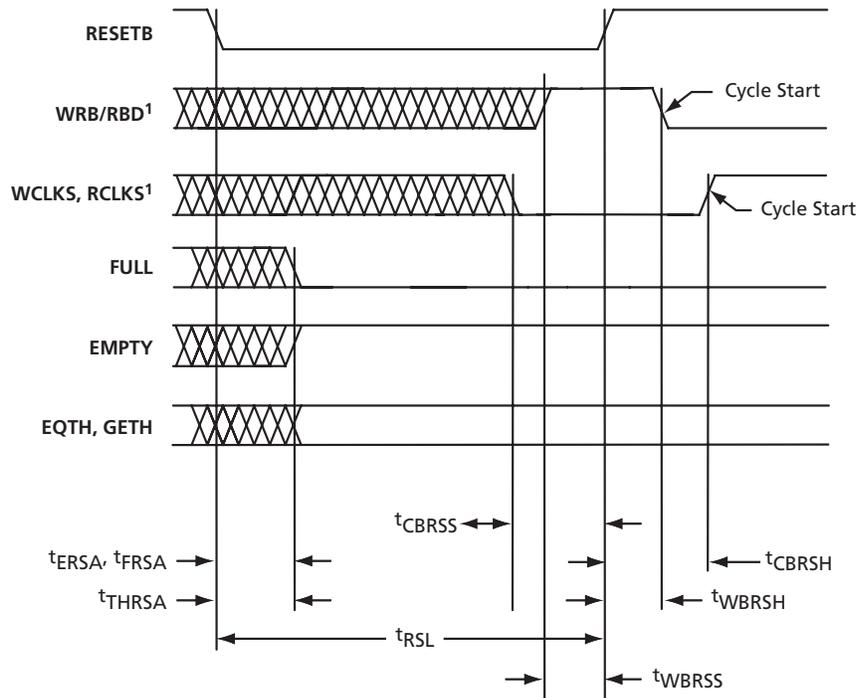 RESETB
WRB/RBD¹
Cycle Start
WCLKS, RCLKS¹
Cycle Start
FULL
EMPTY
EQTH, GETH
tCBRSS
tERSA, tFRSA
tCBRSH
tTHRSA
tWBRSH
tRSL
tWBRSS